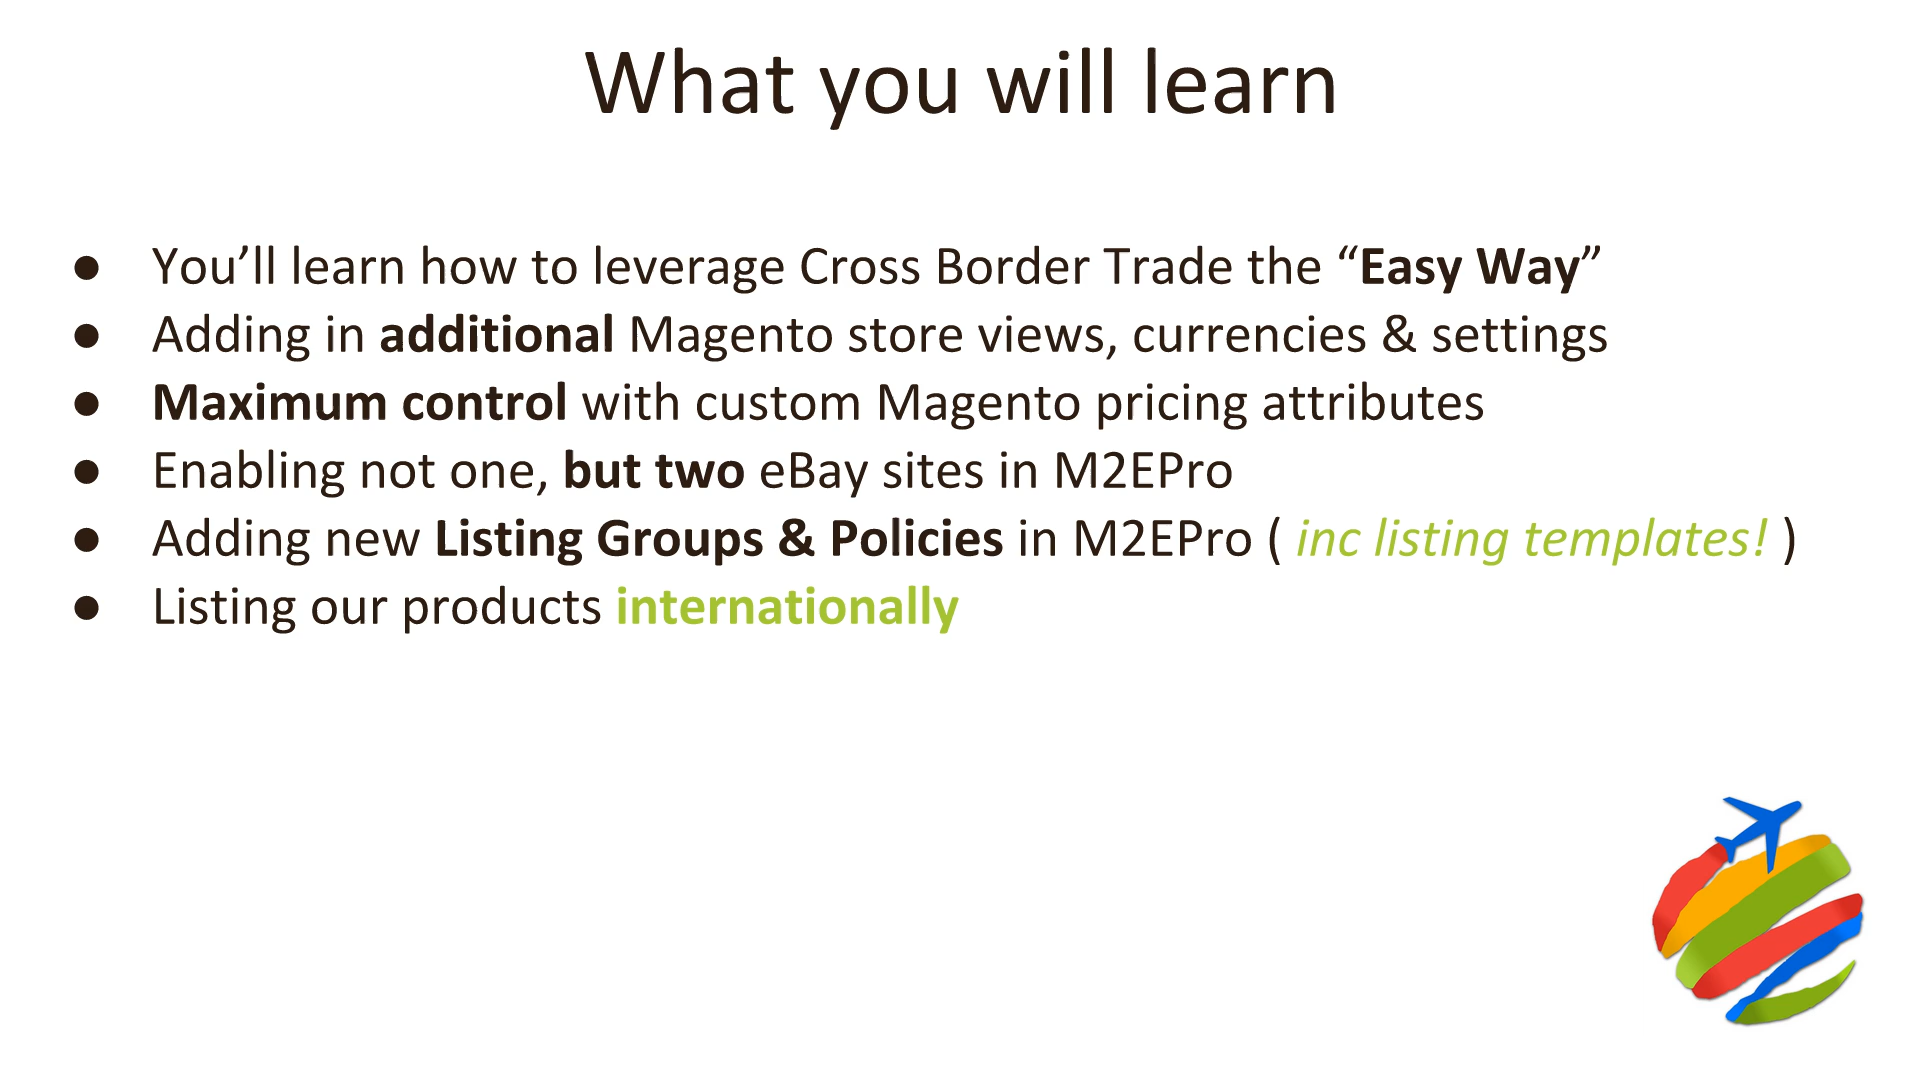 What you will learn
● You’ll learn how to leverage Cross Border Trade the “Easy Way”
● Adding in additional Magento store views, currencies & settings
● Maximum control with custom Magento pricing attributes
● Enabling not one, but two eBay sites in M2EPro
● Adding new Listing Groups & Policies in M2EPro ( inc listing templates! )
● Listing our products internationally